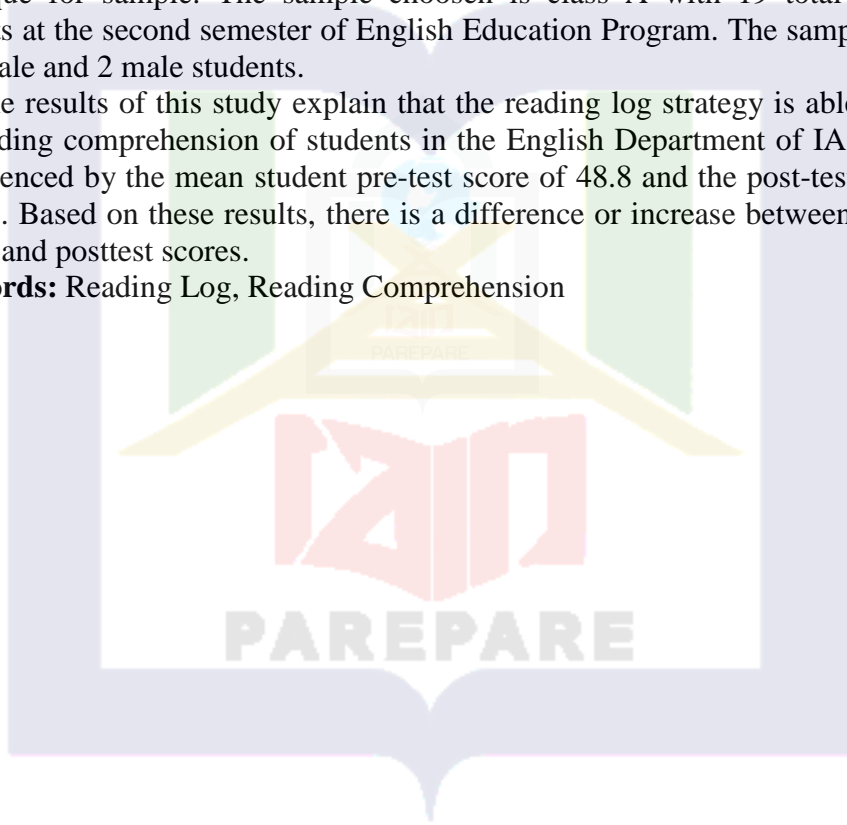 que for sample. The sample choosen is class A with 19 total
ts at the second semester of English Education Program. The samp
ale and 2 male students.
e results of this study explain that the reading log strategy is able
ding comprehension of students in the English Department of IA
enced by the mean student pre-test score of 48.8 and the post-tes
. Based on these results, there is a difference or increase between
and posttest scores.
rds: Reading Log, Reading Comprehension
PAREPARE
PAREPARE